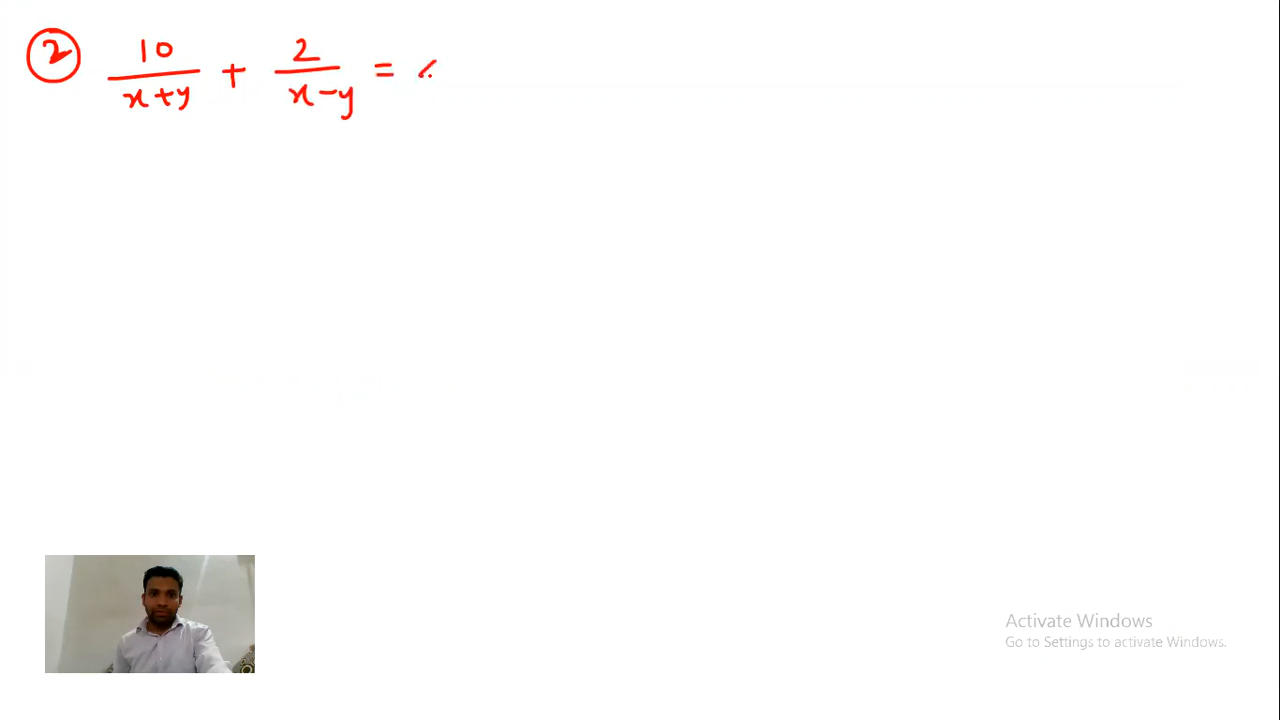 2 10/(x+y) + 2/(x-y) =
Activate Windows
Go to Settings to activate Windows.